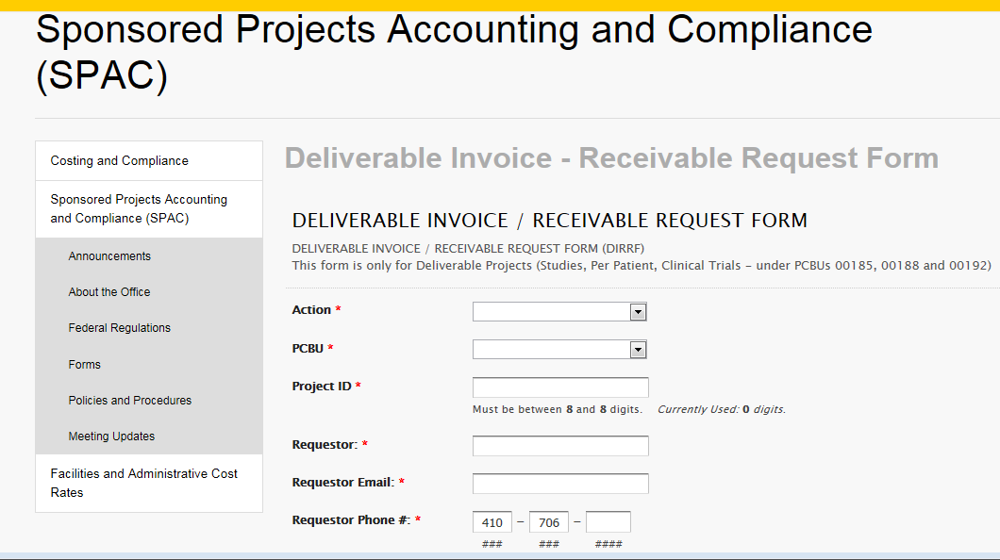 Sponsored Projects Accounting and Compliance
(SPAC)
Costing and Compliance
Sponsored Projects Accounting
and Compliance (SPAC)
Announcements
About the Office
Federal Regulations
Forms
Policies and Procedures
Meeting Updates
Facilities and Administrative Cost
Rates
Deliverable Invoice - Receivable Request Form
DELIVERABLE INVOICE / RECEIVABLE REQUEST FORM
DELIVERABLE INVOICE / RECEIVABLE REQUEST FORM (DIRRF)
This form is only for Deliverable Projects (Studies, Per Patient, Clinical Trials – under PCBUs 00185, 00188 and 00192)
Action *
PCBU *
Project ID *
Must be between 8 and 8 digits. Currently Used: 0 digits.
Requestor: *
Requestor Email: *
Requestor Phone #: * 410 – 706 –
### ### ####